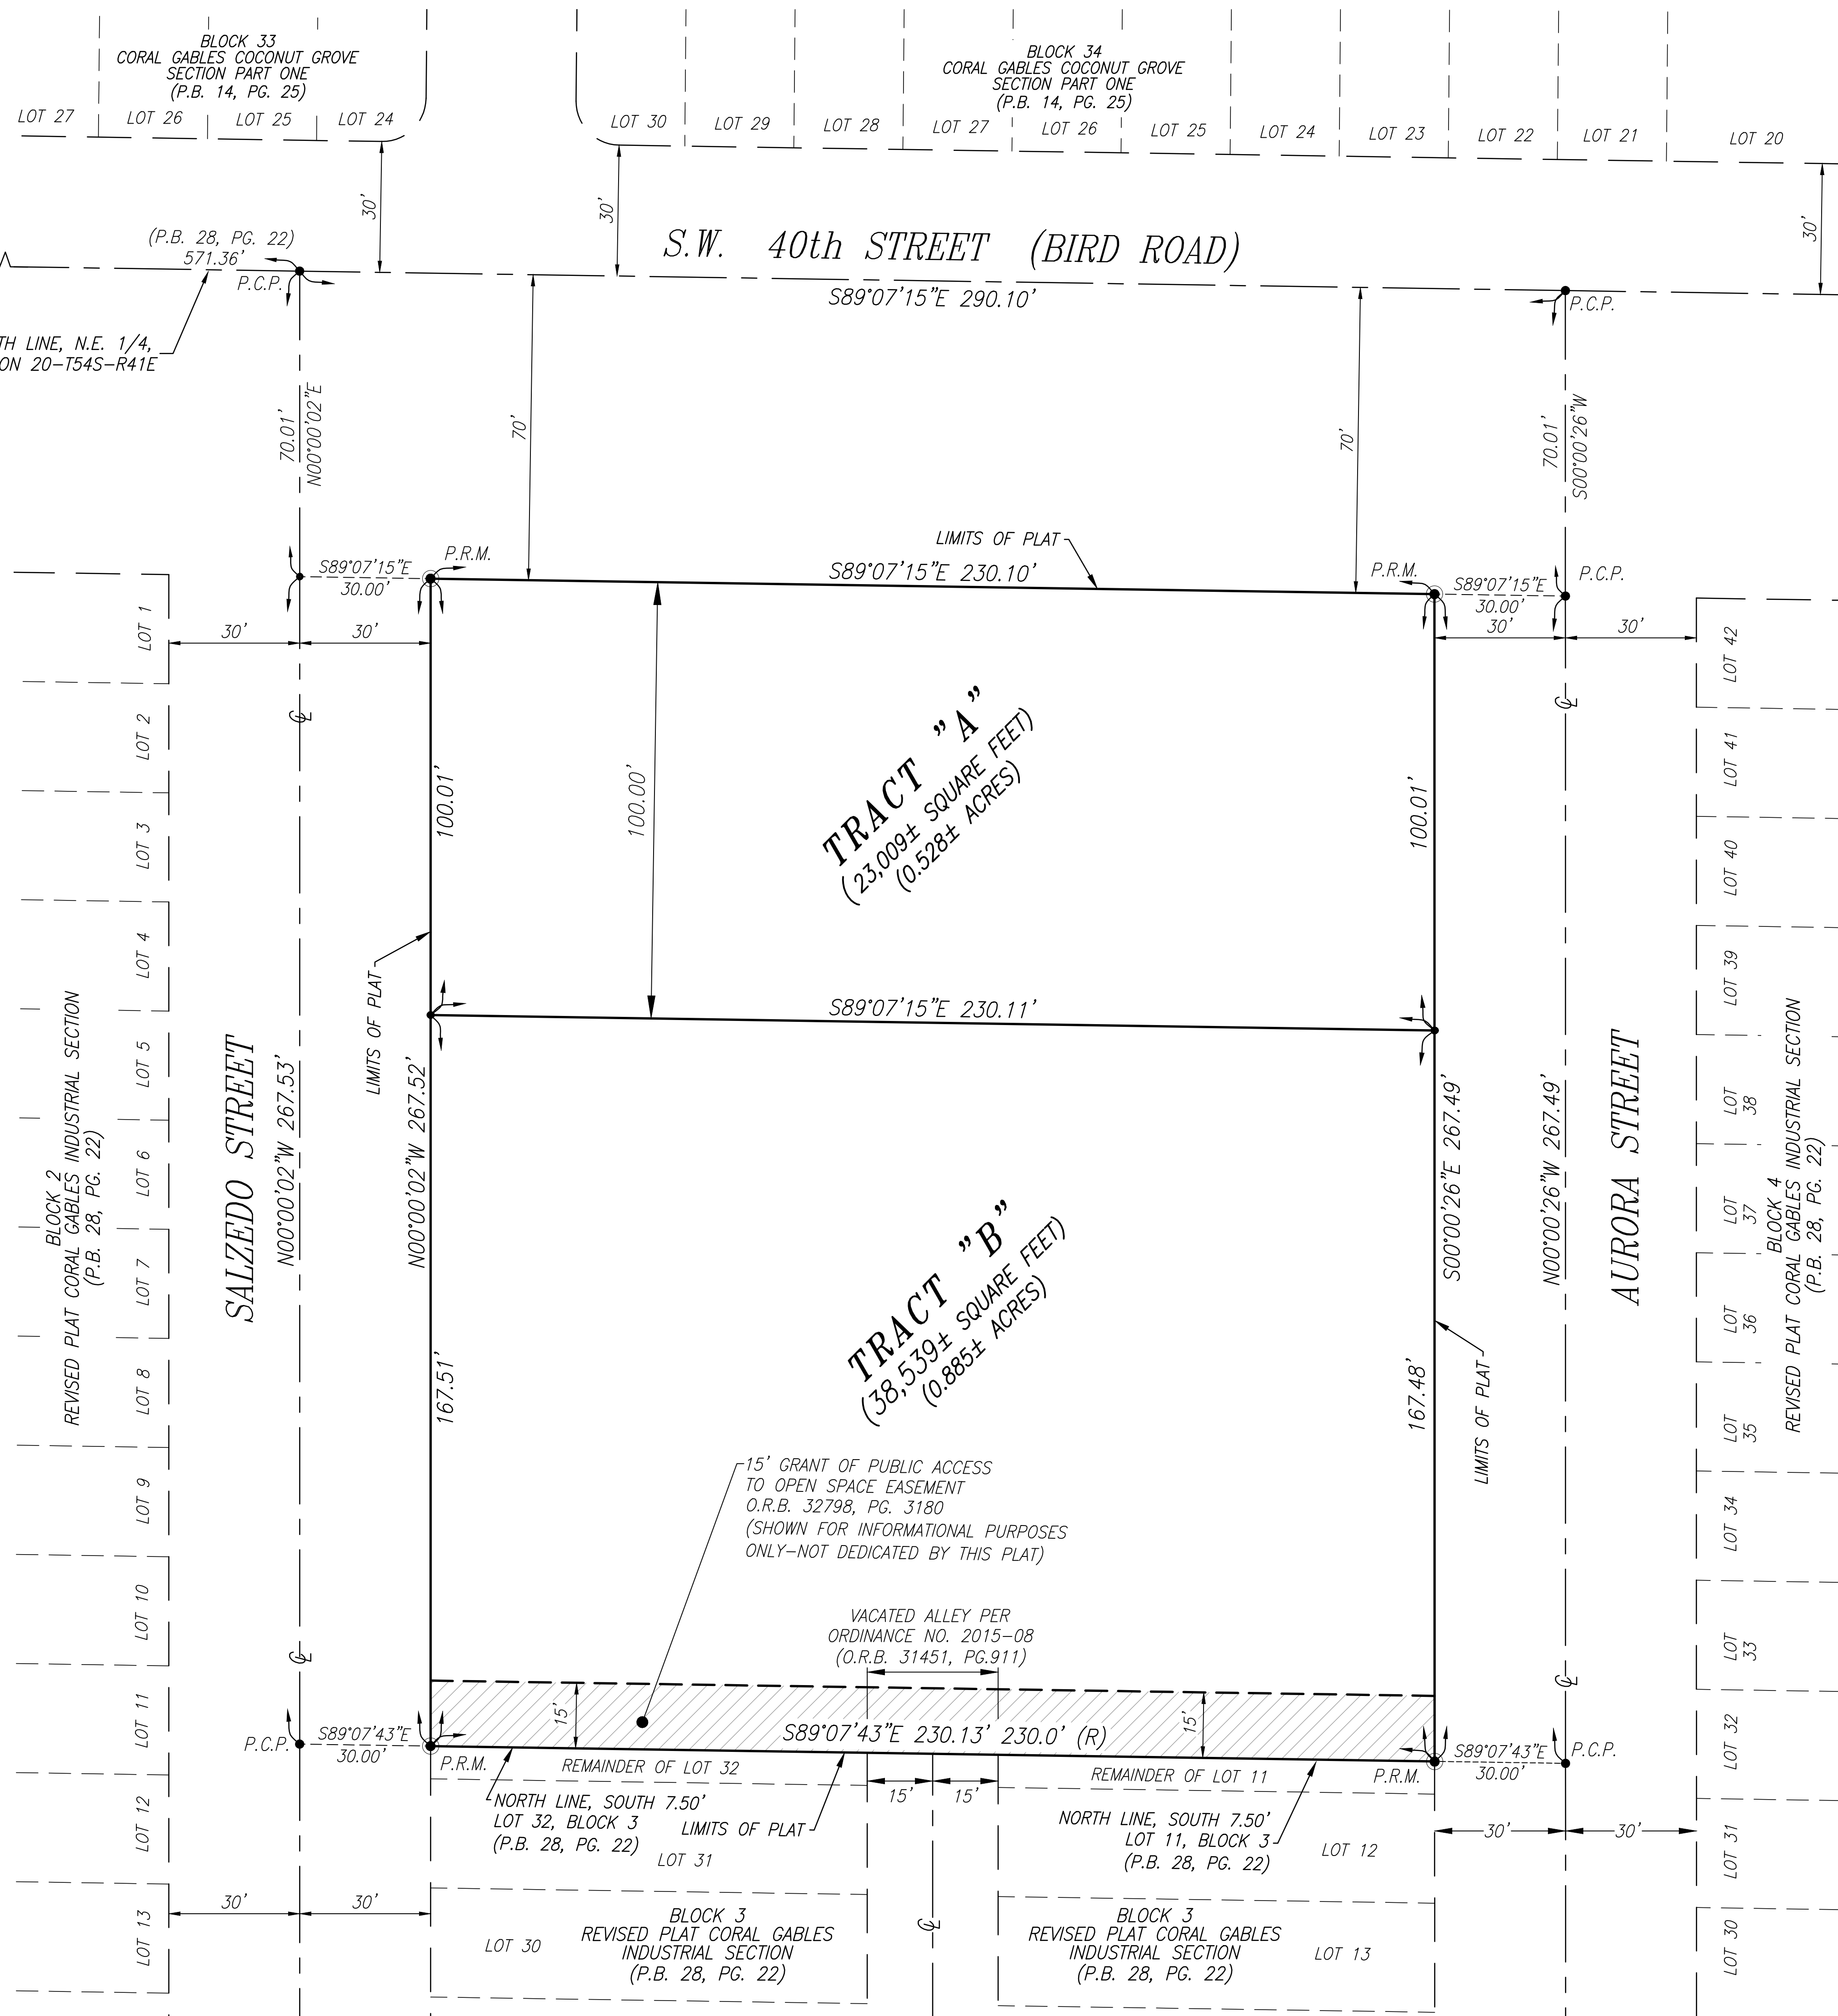 BLOCK 33
CORAL GABLES COCONUT GROVE
SECTION PART ONE
(P.B. 14, PG. 25)
LOT 27
LOT 26
LOT 25
LOT 24
BLOCK 34
CORAL GABLES COCONUT GROVE
SECTION PART ONE
(P.B. 14, PG. 25)
LOT 30
LOT 29
LOT 28
LOT 27
LOT 26
LOT 25
LOT 24
LOT 23
LOT 22
LOT 21
LOT 20
30'
30'
30'
S.W. 40th STREET (BIRD ROAD)
S89°07'15"E 290.10'
(P.B. 28, PG. 22)
571.36'
P.C.P.
P.C.P.
TH LINE, N.E. 1/4,
ON 20-T54S-R41E
70.01'
N00°00'02"E
70'
70'
70.01'
S00°00'26"W
LIMITS OF PLAT
S89°07'15"E 230.10'
P.R.M.
S89°07'15"E
30.00'
P.R.M.
S89°07'15"E
30.00'
P.C.P.
30'
30'
30'
30'
℄
℄
LOT 1
LOT 2
LOT 3
LOT 4
LOT 5
LOT 6
LOT 7
LOT 8
LOT 9
LOT 10
LOT 11
LOT 12
LOT 13
BLOCK 2
REVISED PLAT CORAL GABLES INDUSTRIAL SECTION
(P.B. 28, PG. 22)
SALZEDO STREET
N00°00'02"W 267.53'
LIMITS OF PLAT
N00°00'02"W 267.52'
100.01'
100.00'
TRACT "A"
(23,009± SQUARE FEET)
(0.528± ACRES)
100.01'
S89°07'15"E 230.11'
167.51'
TRACT "B"
(38,539± SQUARE FEET)
(0.885± ACRES)
167.48'
S00°00'26"E 267.49'
LIMITS OF PLAT
N00°00'26"W 267.49'
AURORA STREET
LOT 42
LOT 41
LOT 40
LOT 39
LOT
38
LOT
37
LOT
36
LOT
35
LOT 34
LOT
33
LOT 32
LOT 31
LOT 30
BLOCK 4
REVISED PLAT CORAL GABLES INDUSTRIAL SECTION
(P.B. 28, PG. 22)
15' GRANT OF PUBLIC ACCESS
TO OPEN SPACE EASEMENT
O.R.B. 32798, PG. 3180
(SHOWN FOR INFORMATIONAL PURPOSES
ONLY-NOT DEDICATED BY THIS PLAT)
VACATED ALLEY PER
ORDINANCE NO. 2015-08
(O.R.B. 31451, PG.911)
℄
℄
15'
15'
S89°07'43"E 230.13' 230.0' (R)
P.C.P.
S89°07'43"E
30.00'
P.R.M.
REMAINDER OF LOT 32
15'
15'
REMAINDER OF LOT 11
P.R.M.
S89°07'43"E
30.00'
P.C.P.
NORTH LINE, SOUTH 7.50'
LOT 32, BLOCK 3
(P.B. 28, PG. 22)
LIMITS OF PLAT
LOT 31
NORTH LINE, SOUTH 7.50'
LOT 11, BLOCK 3
(P.B. 28, PG. 22)
LOT 12
30'
30'
30'
30'
LOT 30
BLOCK 3
REVISED PLAT CORAL GABLES
INDUSTRIAL SECTION
(P.B. 28, PG. 22)
℄
BLOCK 3
REVISED PLAT CORAL GABLES
INDUSTRIAL SECTION
(P.B. 28, PG. 22)
LOT 13